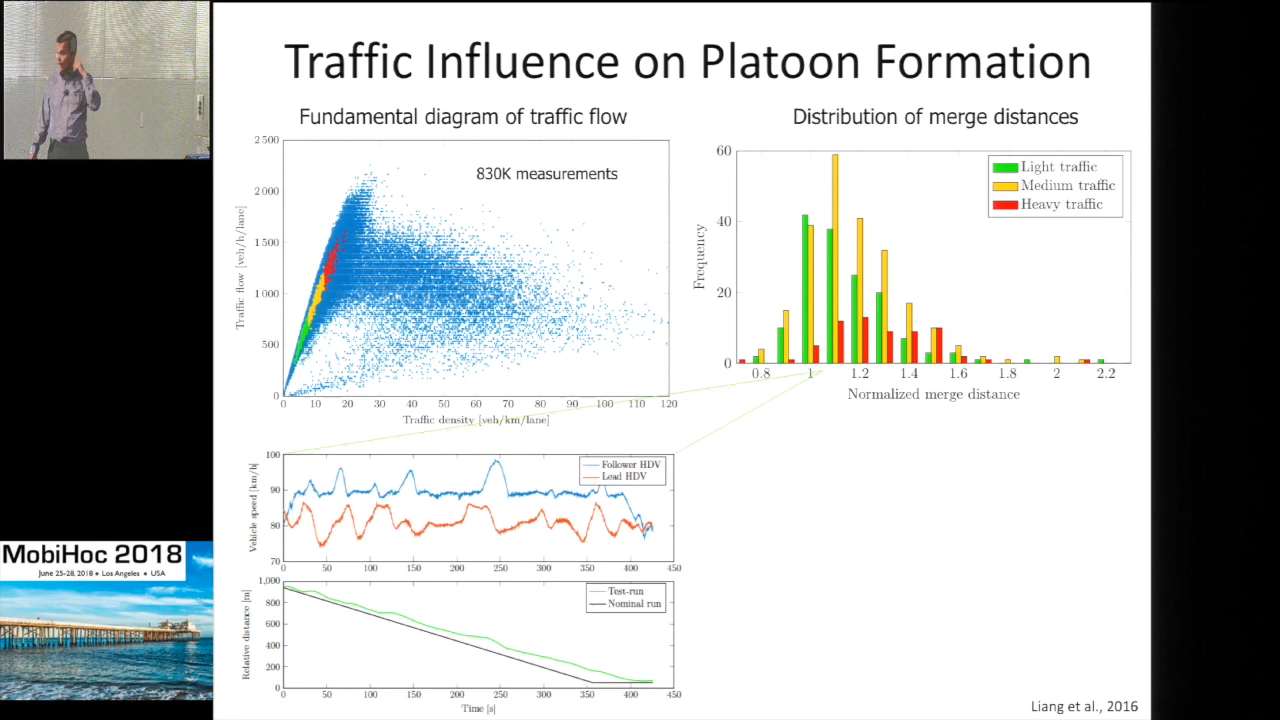 Traffic Influence on Platoon Formation
Fundamental diagram of traffic flow
830K measurements
Traffic flow [veh/h/lane]
2 500
2 000
1 500
1 000
500
0
0 10 20 30 40 50 60 70 80 90 100 110 120
Traffic density [veh/km/lane]
Distribution of merge distances
Light traffic
Medium traffic
Heavy traffic
Frequency
60
40
20
0
0.8 1 1.2 1.4 1.6 1.8 2 2.2
Normalized merge distance
Vehicle speed [km/h]
100
90
80
70
Follower HDV
Lead HDV
0 50 100 150 200 250 300 350 400 450
Relative distance [m]
1,000
800
600
400
200
0
Test-run
Nominal run
0 50 100 150 200 250 300 350 400 450
Time [s]
Liang et al., 2016
MobiHoc 2018
June 25-28, 2018 • Los Angeles • USA